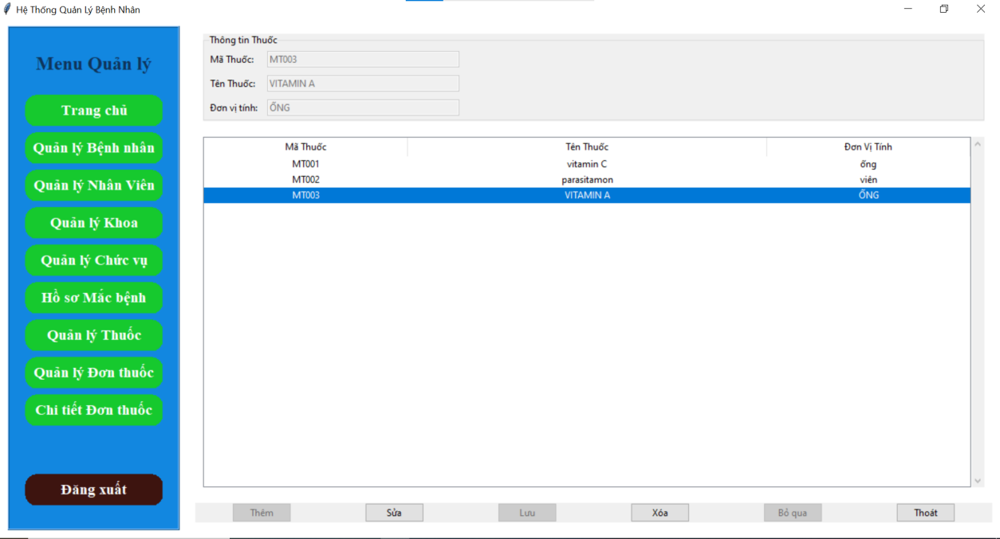 Hệ Thống Quản Lý Bệnh Nhân
Menu Quản lý
Trang chủ
Quản lý Bệnh nhân
Quản lý Nhân Viên
Quản lý Khoa
Quản lý Chức vụ
Hồ sơ Mắc bệnh
Quản lý Thuốc
Quản lý Đơn thuốc
Chi tiết Đơn thuốc
Đăng xuất
Thông tin Thuốc
Mã Thuốc: MT003
Tên Thuốc: VITAMIN A
Đơn vị tính: ỐNG
Mã Thuốc Tên Thuốc Đơn Vị Tính
MT001 vitamin C ống
MT002 parasitamon viên
MT003 VITAMIN A ỐNG
Thêm Sửa Lưu Xóa Bỏ qua Thoát